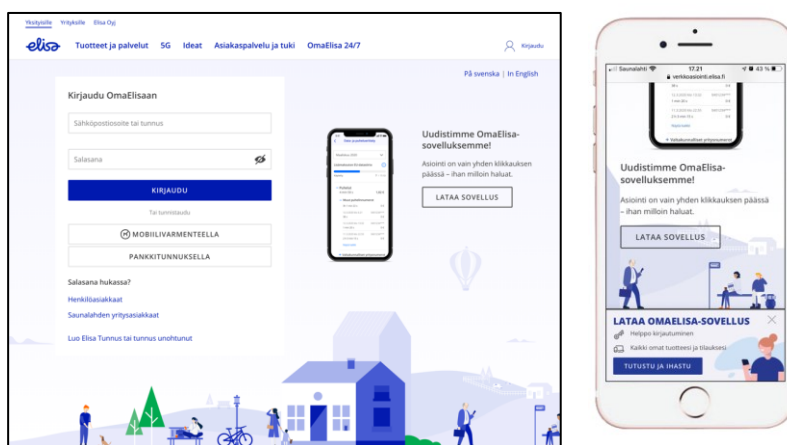 Yksityisille Yrityksille Elisa Oyj
elisa Tuotteet ja palvelut 5G Ideat Asiakaspalvelu ja tuki OmaElisa 24/7 Kirjaudu
På svenska | In English
Kirjaudu OmaElisaan
Sähköpostiosoite tai tunnus
Salasana
KIRJAUDU
Tai tunnistaudu
MOBIILIVARMENTEELLA
PANKKITUNNUKSELLA
Salasana hukassa?
Henkilöasiakkaat
Saunalahden yritysasiakkaat
Luo Elisa Tunnus tai tunnus unohtunut
Uudistimme OmaElisa-
sovelluksemme!
Asiointi on vain yhden klikkauksen
päässä – ihan milloin haluat.
LATAA SOVELLUS
Saunalahti 17.21 43 %
verkkoasiointi.elisa.fi
Uudistimme OmaElisa-
sovelluksemme!
Asiointi on vain yhden klikkauksen
päässä – ihan milloin haluat.
LATAA SOVELLUS
LATAA OMAELISA-SOVELLUS
Helppo kirjautuminen
Kaikki omat tuotteesi ja tilauksesi
TUTUSTU JA IHASTU